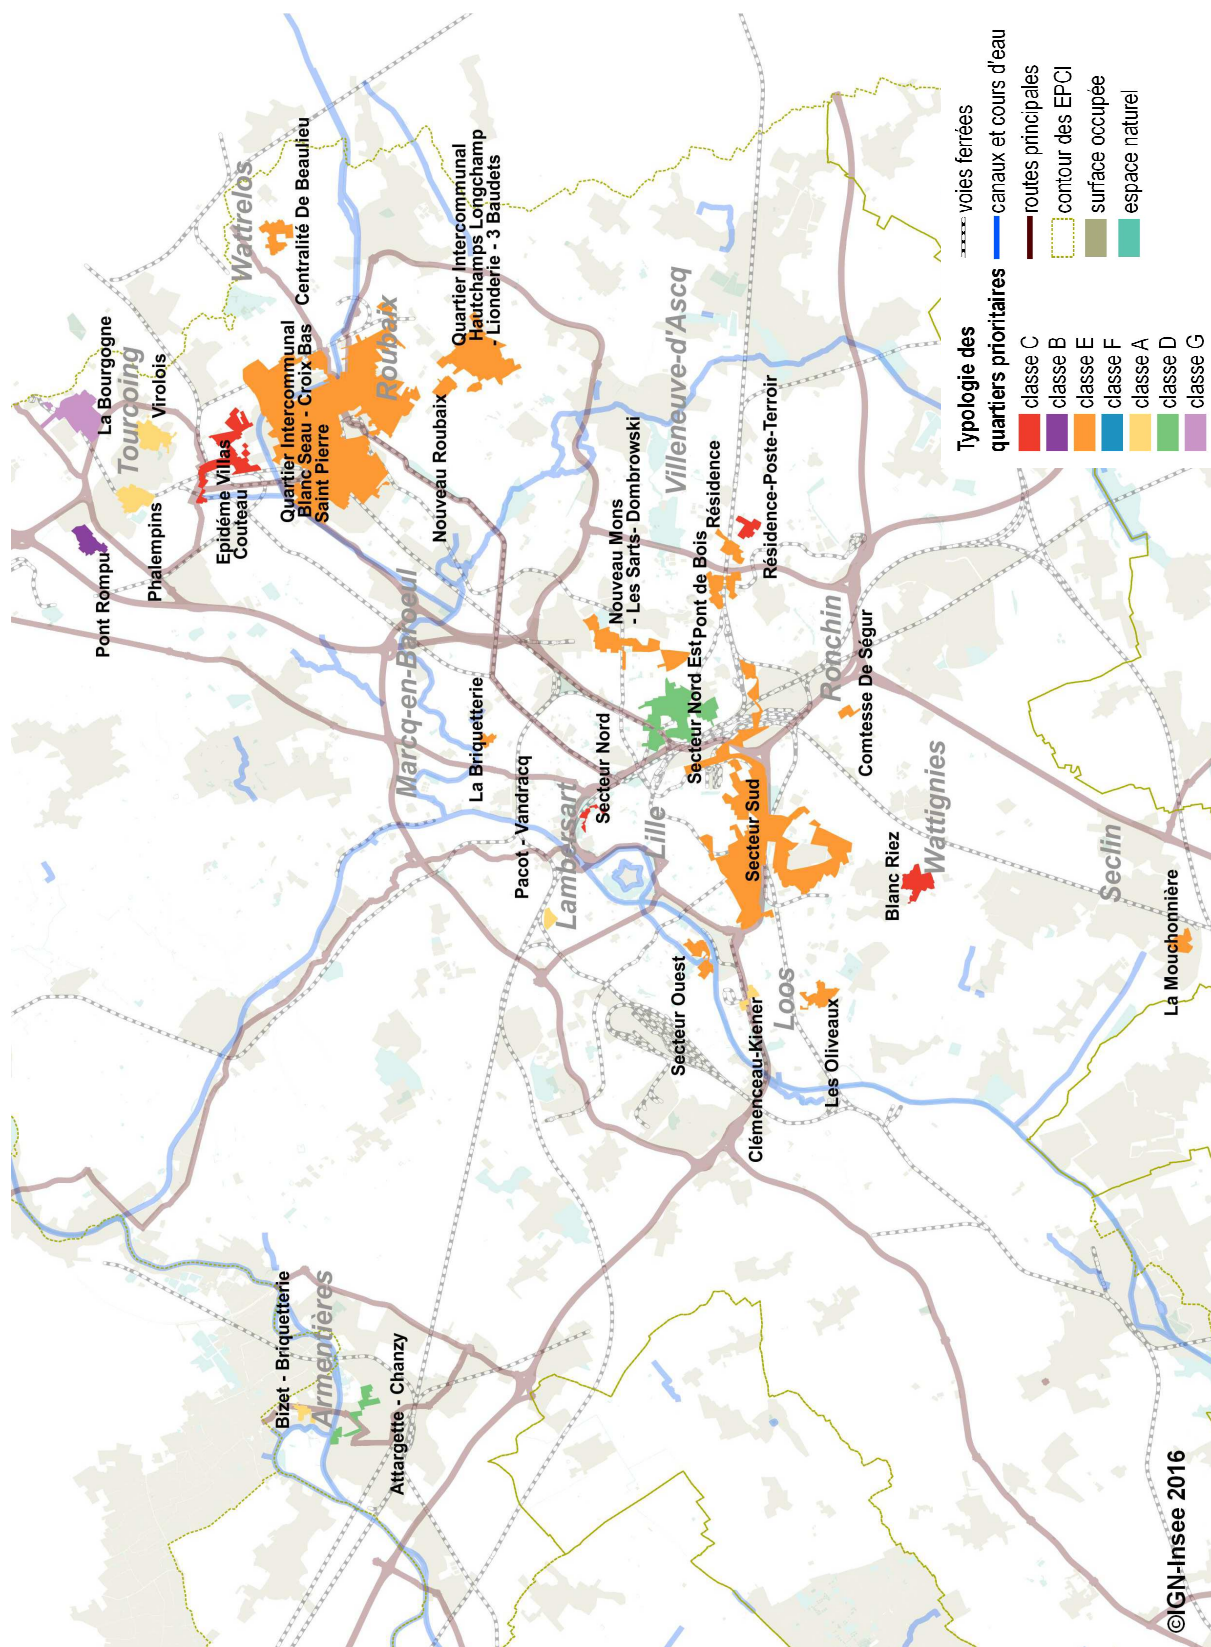 Wattrelos
Centralité De Beaulieu
Quartier Intercommunal
Hautchamps Longchamp
- Lionderie - 3 Baudets
La Bourgogne
Tourcoing
Virolois
Roubaix
Quartier Intercommunal
Blanc Seau - Croix Bas
Saint Pierre
Epidème Villas
Couteau
Phalempins
Pont Rompu
Nouveau Roubaix
Villeneuve-d'Ascq
Nouveau Mons
- Les Sarts- Dombrowski
Résidence
Résidence-Poste-Terroir
Pont de Bois
Marcq-en-Baroeul
La Briquetterie
Secteur Nord Est
Ronchin
Comtesse De Ségur
Pacot - Vandracq
Secteur Nord
Lambersart
Lille
Secteur Sud
Blanc Riez
Wattignies
Seclin
La Mouchonnière
Secteur Ouest
Loos
Clémenceau-Kiener
Les Oliveaux
Bizet - Briquetterie
Armentières
Attargette - Chanzy
Typologie des
quartiers prioritaires
classe C
classe B
classe E
classe F
classe A
classe D
classe G
voies ferrées
canaux et cours d'eau
routes principales
contour des EPCI
surface occupée
espace naturel
©IGN-Insee 2016